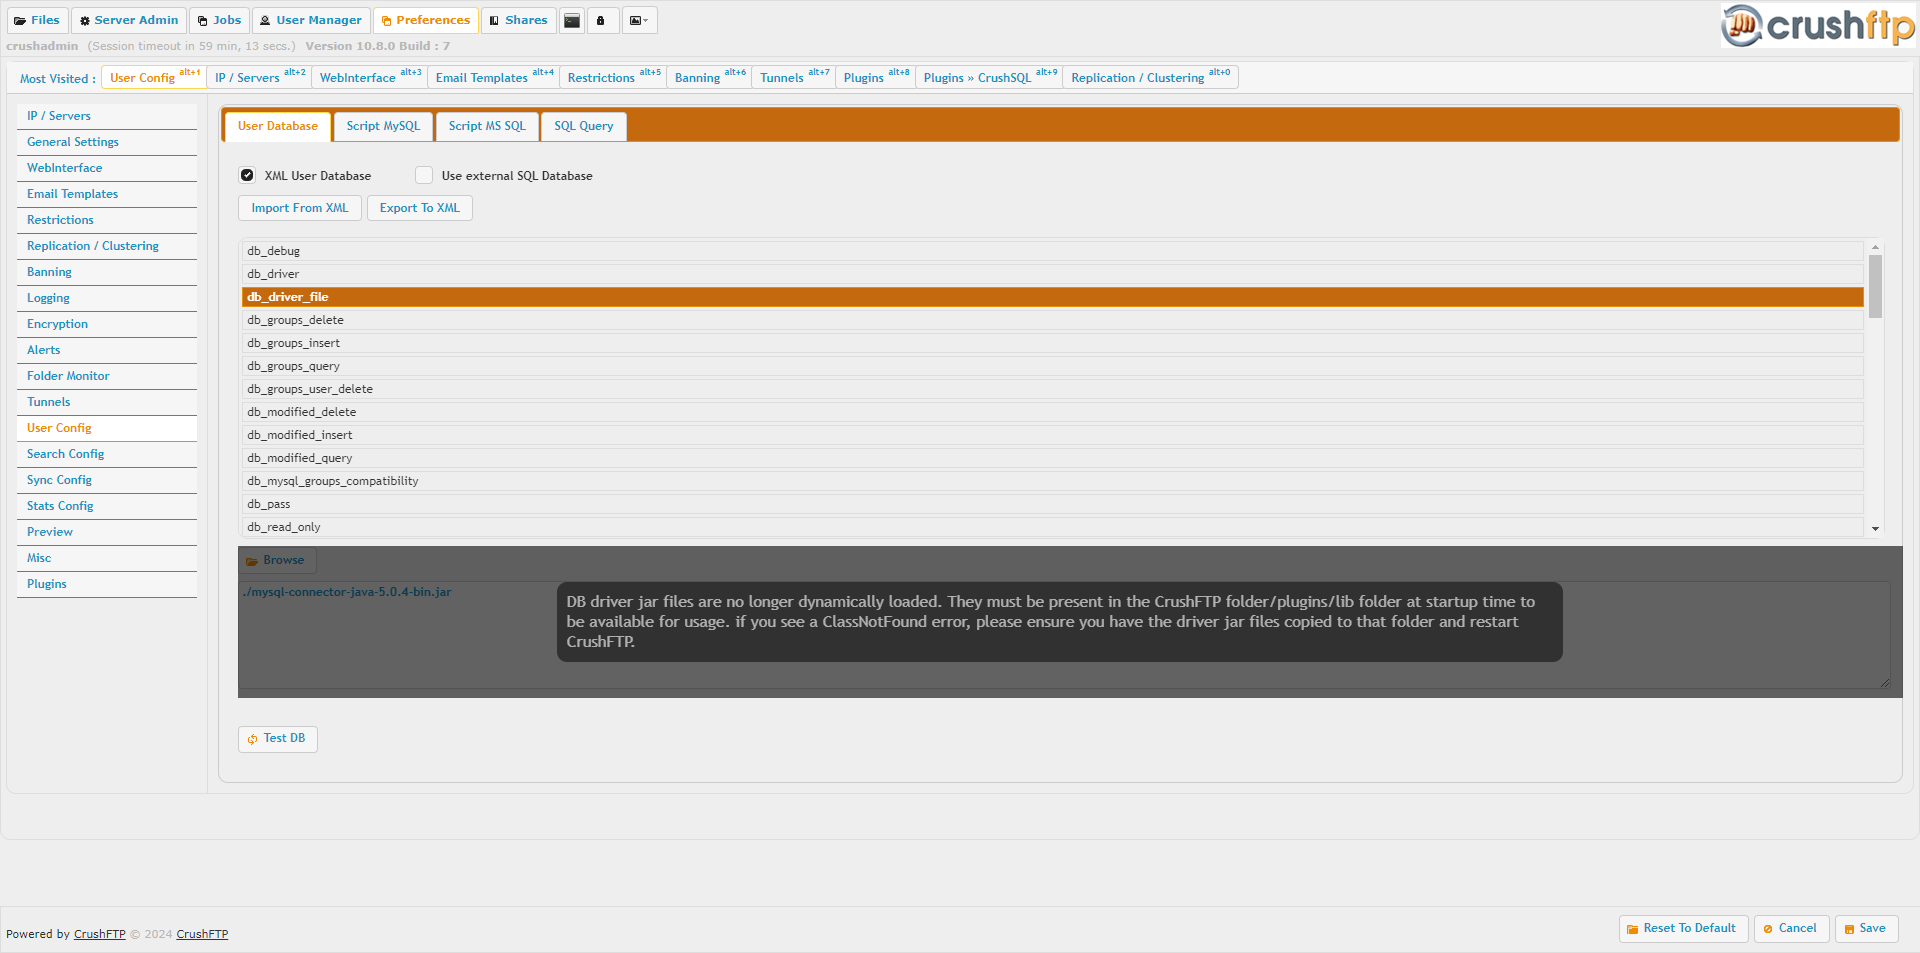 Files Server Admin Jobs User Manager Preferences Shares
crushftp
crushadmin (Session timeout in 59 min, 13 secs.) Version 10.8.0 Build : 7
Most Visited : User Config alt+1 IP / Servers alt+2 WebInterface alt+3 Email Templates alt+4 Restrictions alt+5 Banning alt+6 Tunnels alt+7 Plugins alt+8 Plugins » CrushSQL alt+9 Replication / Clustering alt+0
IP / Servers
General Settings
WebInterface
Email Templates
Restrictions
Replication / Clustering
Banning
Logging
Encryption
Alerts
Folder Monitor
Tunnels
User Config
Search Config
Sync Config
Stats Config
Preview
Misc
Plugins
User Database Script MySQL Script MS SQL SQL Query
XML User Database Use external SQL Database
Import From XML Export To XML
db_debug
db_driver
db_driver_file
db_groups_delete
db_groups_insert
db_groups_query
db_groups_user_delete
db_modified_delete
db_modified_insert
db_modified_query
db_mysql_groups_compatibility
db_pass
db_read_only
Browse
./mysql-connector-java-5.0.4-bin.jar
DB driver jar files are no longer dynamically loaded. They must be present in the CrushFTP folder/plugins/lib folder at startup time to
be available for usage. if you see a ClassNotFound error, please ensure you have the driver jar files copied to that folder and restart
CrushFTP.
Test DB
Powered by CrushFTP © 2024 CrushFTP
Reset To Default Cancel Save